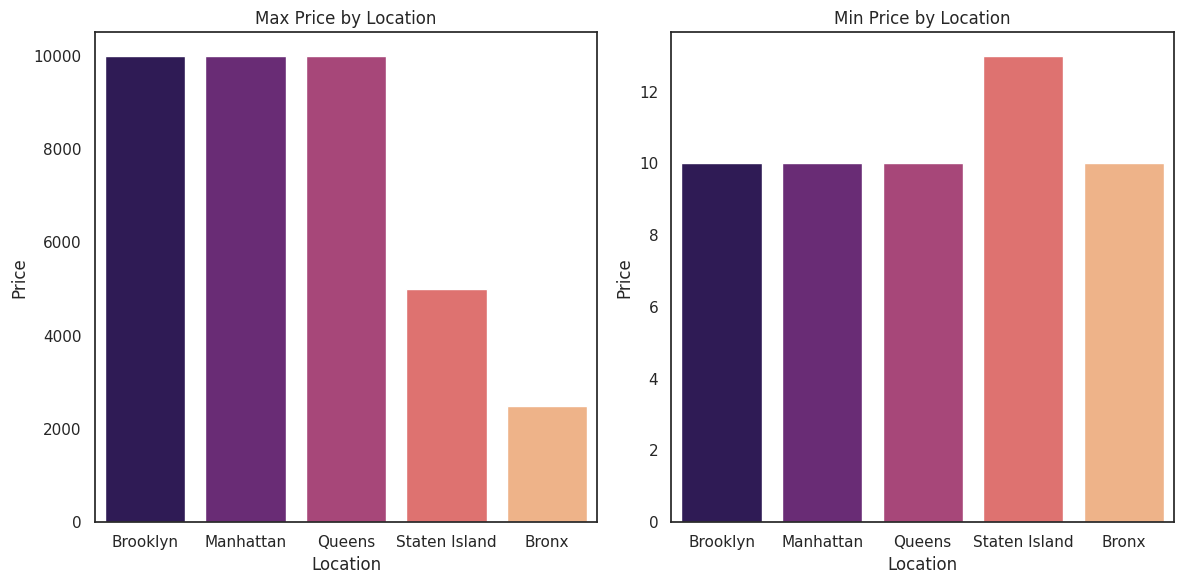 Max Price by Location
10000
8000
6000
4000
2000
0
Price
Brooklyn Manhattan Queens Staten Island Bronx
Location
Min Price by Location
12
10
8
6
4
2
0
Price
Brooklyn Manhattan Queens Staten Island Bronx
Location